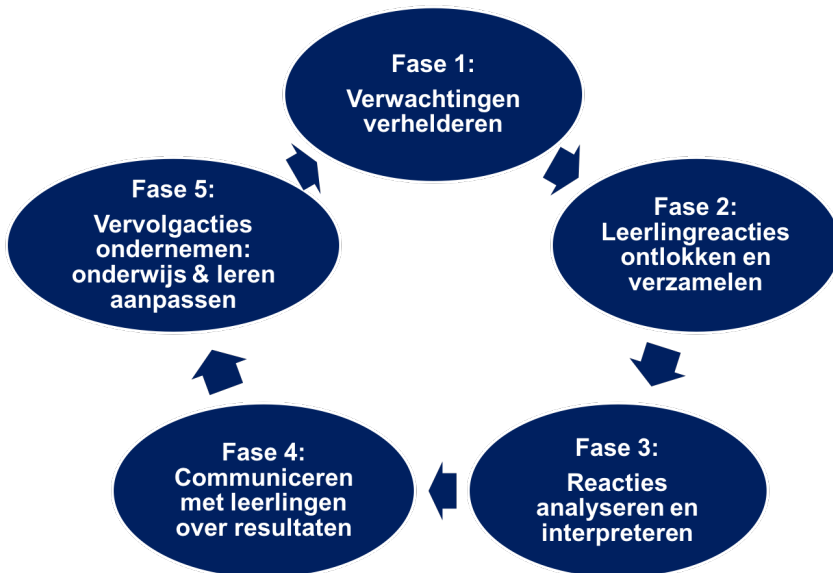 Fase 1:
Verwachtingen
verhelderen
Fase 2:
Leerlingreacties
ontlokken en
verzamelen
Fase 3:
Reacties
analyseren en
interpreteren
Fase 4:
Communiceren
met leerlingen
over resultaten
Fase 5:
Vervolgacties
ondernemen:
onderwijs & leren
aanpassen